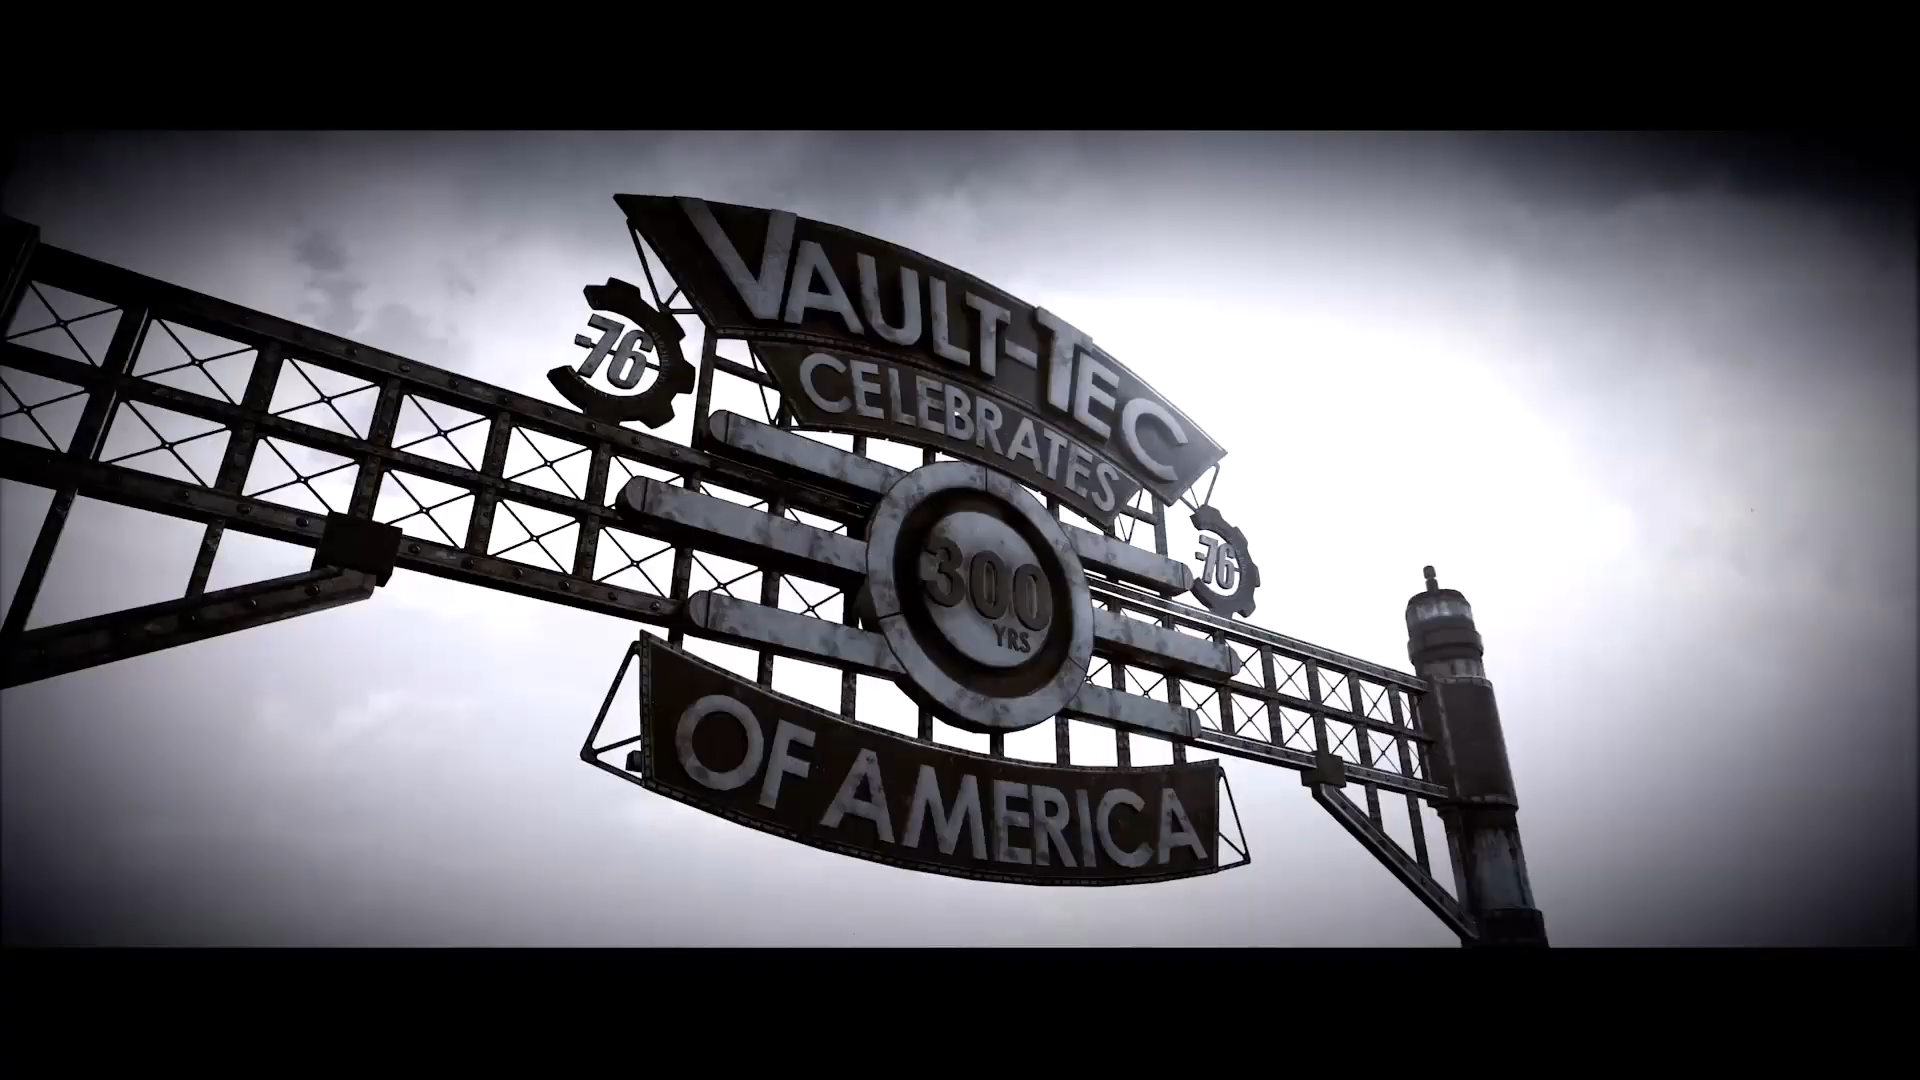 VAULT-TEC
CELEBRATES
76
76
300
YRS
OF AMERICA